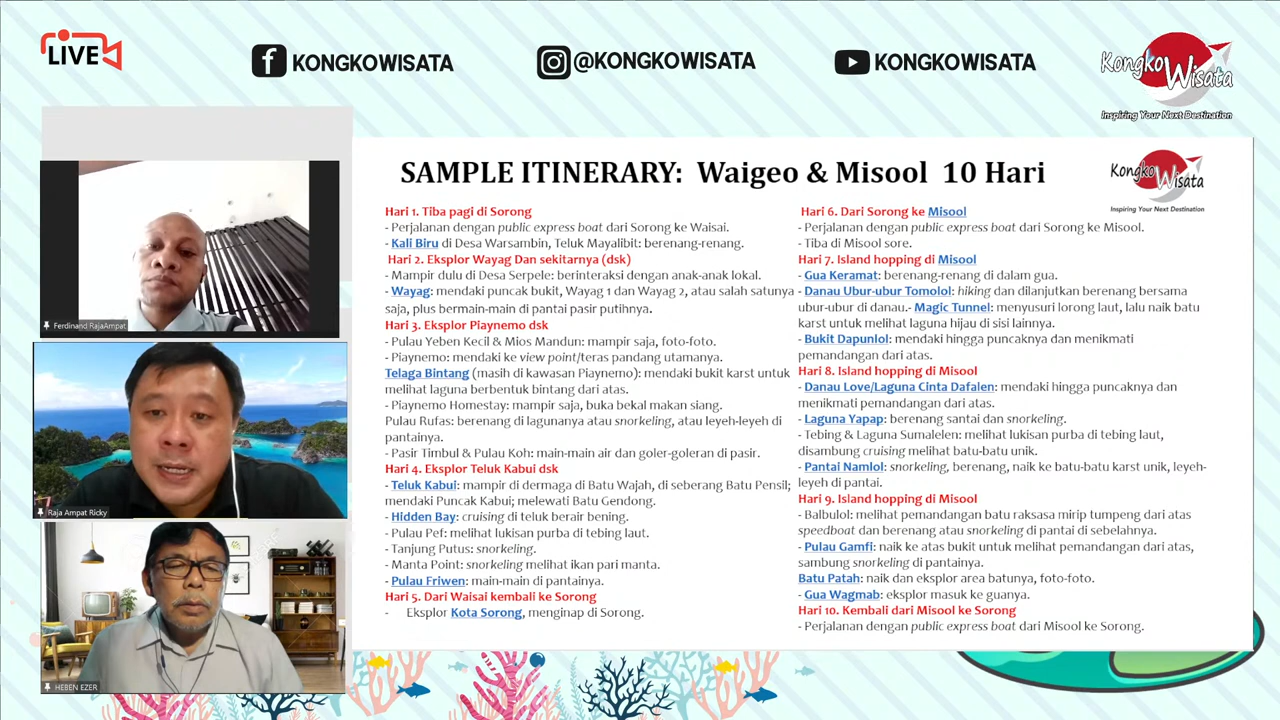 LIVE
KONGKOWISATA
@KONGKOWISATA
KONGKOWISATA
Kongko Wisata
Inspiring Your Next Destination
Ferdinand RajaAmpat
Raja Ampat Ricky
HEBEN EZER
SAMPLE ITINERARY: Waigeo & Misool 10 Hari
Kongko Wisata
Inspiring Your Next Destination
Hari 1. Tiba pagi di Sorong
- Perjalanan dengan public express boat dari Sorong ke Waisai.
- Kali Biru di Desa Warsambin, Teluk Mayalibit: berenang-renang.
Hari 2. Eksplor Wayag Dan sekitarnya (dsk)
- Mampir dulu di Desa Serpele: berinteraksi dengan anak-anak lokal.
- Wayag: mendaki puncak bukit, Wayag 1 dan Wayag 2, atau salah satunya
saja, plus bermain-main di pantai pasir putihnya.
Hari 3. Eksplor Piaynemo dsk
- Pulau Yeben Kecil & Mios Mandun: mampir saja, foto-foto.
- Piaynemo: mendaki ke view point/teras pandang utamanya.
Telaga Bintang (masih di kawasan Piaynemo): mendaki bukit karst untuk
melihat laguna berbentuk bintang dari atas.
- Piaynemo Homestay: mampir saja, buka bekal makan siang.
Pulau Rufas: berenang di lagunanya atau snorkeling, atau leyeh-leyeh di
pantainya.
- Pasir Timbul & Pulau Koh: main-main air dan goler-goleran di pasir.
Hari 4. Eksplor Teluk Kabui dsk
- Teluk Kabui: mampir di dermaga di Batu Wajah, di seberang Batu Pensil;
mendaki Puncak Kabui; melewati Batu Gendong.
- Hidden Bay: cruising di teluk berair bening.
- Pulau Pef: melihat lukisan purba di tebing laut.
- Tanjung Putus: snorkeling.
- Manta Point: snorkeling melihat ikan pari manta.
- Pulau Friwen: main-main di pantainya.
Hari 5. Dari Waisai kembali ke Sorong
- Eksplor Kota Sorong, menginap di Sorong.
Hari 6. Dari Sorong ke Misool
- Perjalanan dengan public express boat dari Sorong ke Misool.
- Tiba di Misool sore.
Hari 7. Island hopping di Misool
- Gua Keramat: berenang-renang di dalam gua.
- Danau Ubur-ubur Tomolol: hiking dan dilanjutkan berenang bersama
ubur-ubur di danau.- Magic Tunnel: menyusuri lorong laut, lalu naik batu
karst untuk melihat laguna hijau di sisi lainnya.
- Bukit Dapunlol: mendaki hingga puncaknya dan menikmati
pemandangan dari atas.
Hari 8. Island hopping di Misool
- Danau Love/Laguna Cinta Dafalen: mendaki hingga puncaknya dan
menikmati pemandangan dari atas.
- Laguna Yapap: berenang santai dan snorkeling.
- Tebing & Laguna Sumalelen: melihat lukisan purba di tebing laut,
disambung cruising melihat batu-batu unik.
- Pantai Namlol: snorkeling, berenang, naik ke batu-batu karst unik, leyeh-
leyeh di pantai.
Hari 9. Island hopping di Misool
- Balbulol: melihat pemandangan batu raksasa mirip tumpeng dari atas
speedboat dan berenang atau snorkeling di pantai di sebelahnya.
- Pulau Gamfi: naik ke atas bukit untuk melihat pemandangan dari atas,
sambung snorkeling di pantainya.
Batu Patah: naik dan eksplor area batunya, foto-foto.
- Gua Wagmab: eksplor masuk ke guanya.
Hari 10. Kembali dari Misool ke Sorong
- Perjalanan dengan public express boat dari Misool ke Sorong.